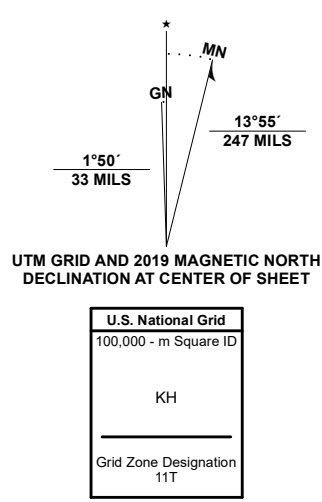 ★
MN
GN
13°55´
247 MILS
1°50´
33 MILS
UTM GRID AND 2019 MAGNETIC NORTH
DECLINATION AT CENTER OF SHEET
U.S. National Grid
100,000 - m Square ID
KH
Grid Zone Designation
11T